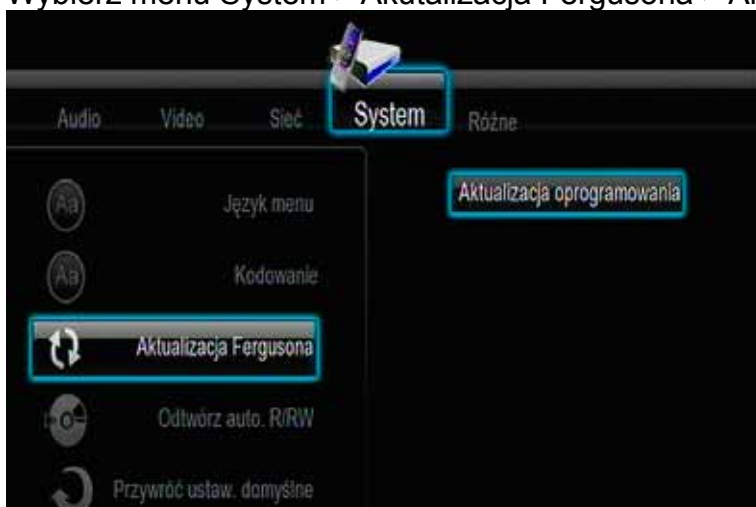 Wybierz menu System > Akutalizacja Fergusona >
Audio Video Sieć System Różne
Język menu
Aktualizacja oprogramowania
Kodowanie
Aktualizacja Fergusona
Odtwórz auto. R/RW
Przywróć ustaw. domyślne